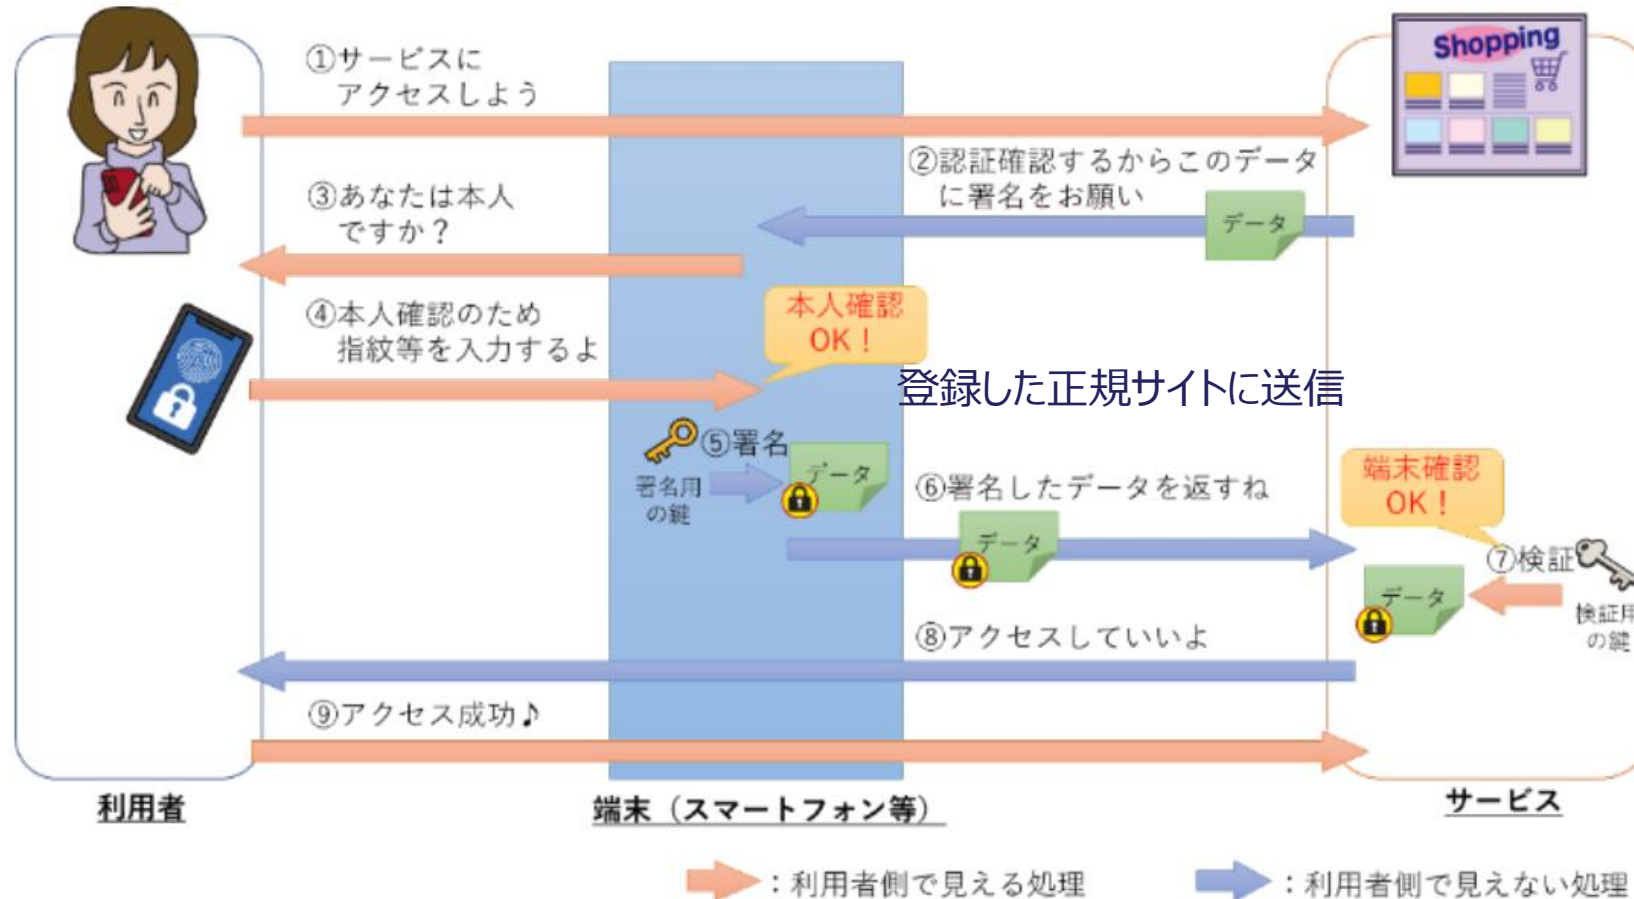 Shopping
①サービスに
アクセスしよう
②認証確認するからこのデータ
に署名をお願い
データ
③あなたは本人
ですか？
④本人確認のため
指紋等を入力するよ
本人確認
OK！
登録した正規サイトに送信
⑤署名
署名用
の鍵
データ
⑥署名したデータを返すね
データ
端末確認
OK！
⑦検証
データ
検証用
の鍵
⑧アクセスしていいよ
⑨アクセス成功♪
利用者
端末（スマートフォン等）
サービス
：利用者側で見える処理
：利用者側で見えない処理